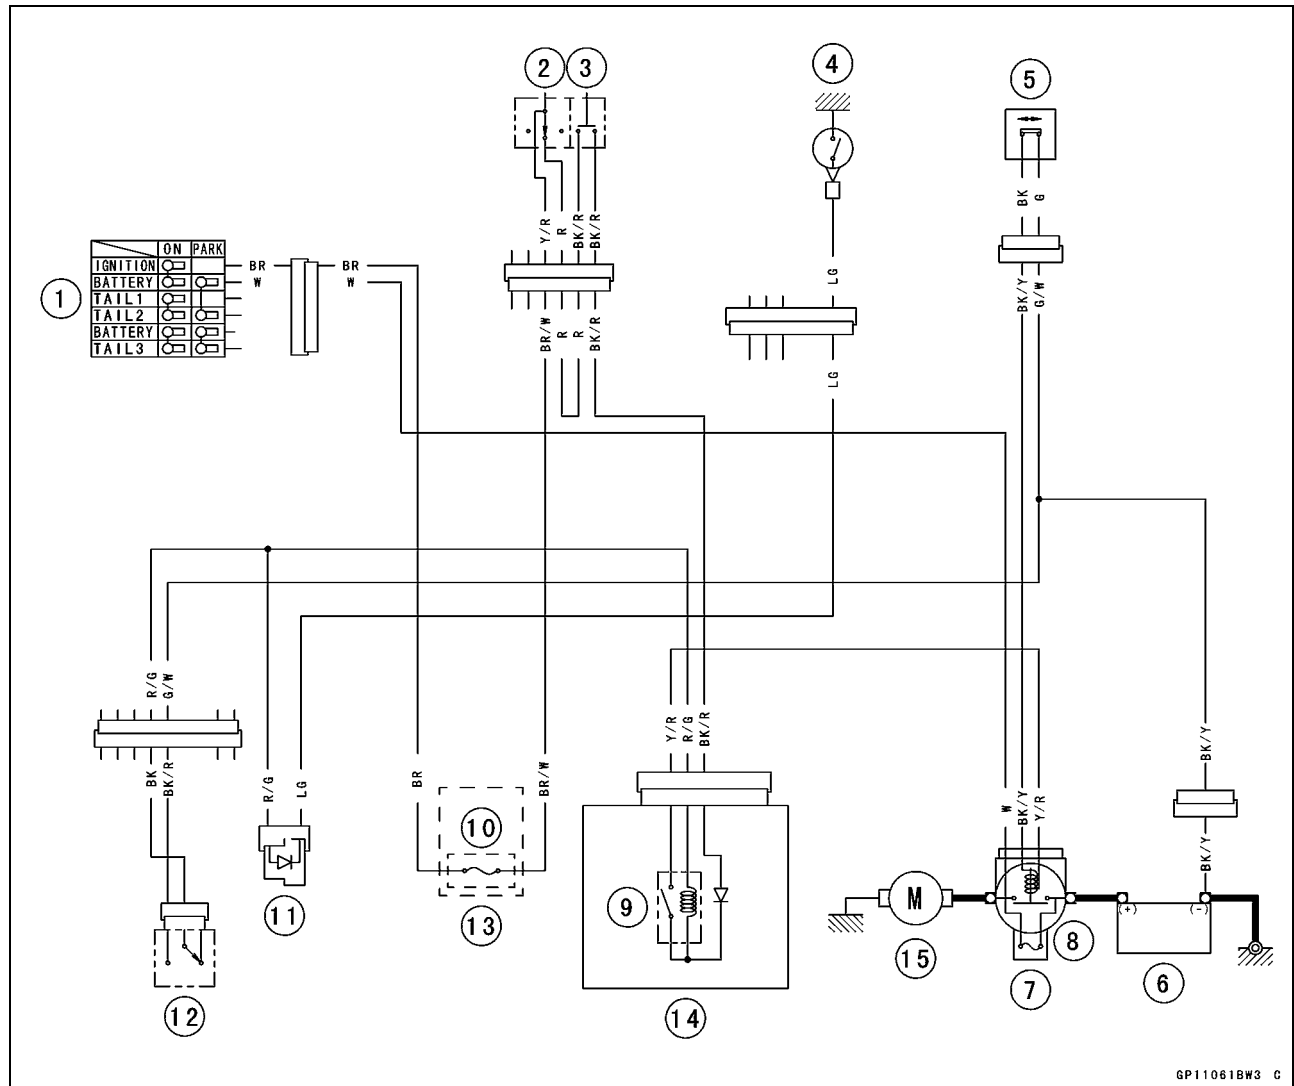 2 3
4
5
BK G
Y/R R BK/R BK/R
ON PARK
IGNITION BR BR
BATTERY W W
1
TAIL1
TAIL2
BATTERY
TAIL3
LG
BK/Y G/W
BR/W R R BK/R
LG
R/G G/W
Y/R R/G BK/R
BK/Y
BK BK/R
R/G LG
BR BR/W
W BK/Y Y/R
10
BK/Y
9
M
(+) (-)
11
13
8
15
6
7
12
14
GP11061BW3 C